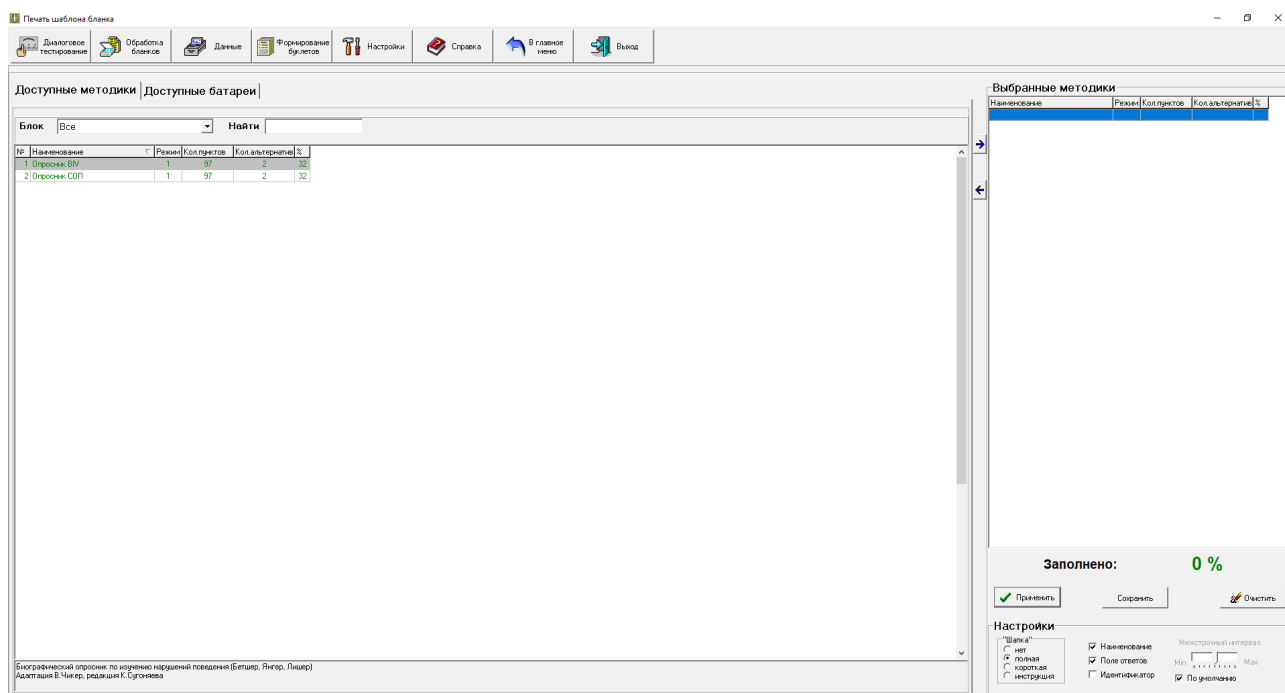 Печать шаблона бланка
Диалоговое тестирование
Обработка бланков
Данные
Формирование буклетов
Настройки
Справка
В главное меню
Выход
Доступные методики Доступные батареи
Блок Все Найти
№ Наименование Режим Кол.пунктов Кол.альтернатив %
1 Опросник BIV 1 97 2 32
2 Опросник СОП 1 97 2 32
Биографический опросник по изучению нарушений поведения (Бетшер, Янгер, Лишер)
Адаптация В.Чикер, редакция К.Сугоняева
Выбранные методики
Наименование Режим Кол.пунктов Кол.альтернатив %
Заполнено: 0 %
Применить Сохранить Очистить
Настройки
"Шапка"
нет
полная
короткая
инструкция
Наименование
Поле ответов
Идентификатор
Межстрочный интервал
Min Max
По умолчанию